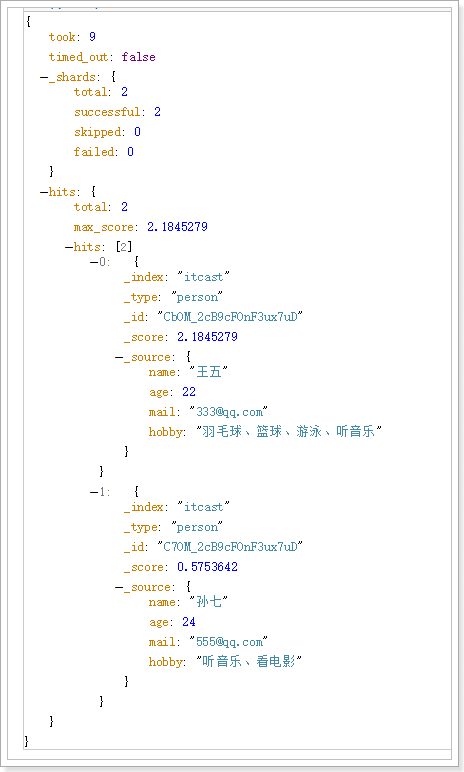 {
took: 9
timed_out: false
—_shards: {
total: 2
successful: 2
skipped: 0
failed: 0
}
—hits: {
total: 2
max_score: 2.1845279
—hits: [2]
—0: {
_index: "itcast"
_type: "person"
_id: "CbOM_2cB9cFOnF3ux7uD"
_score: 2.1845279
—_source: {
name: "王五"
age: 22
mail: "333@qq.com"
hobby: "羽毛球、篮球、游泳、听音乐"
}
}
—1: {
_index: "itcast"
_type: "person"
_id: "C7OM_2cB9cFOnF3ux7uD"
_score: 0.5753642
—_source: {
name: "孙七"
age: 24
mail: "555@qq.com"
hobby: "听音乐、看电影"
}
}
}
}